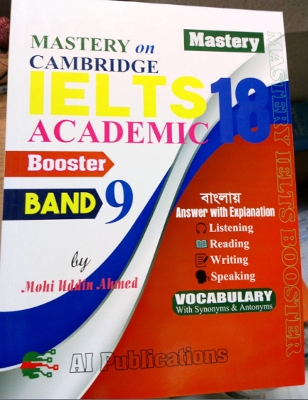 Mastery
MASTERY on
CAMBRIDGE
IELTS 18
ACADEMIC
Booster
BAND 9
by
Mohi Uddin Ahmed
বাংলায়
Answer with Explanation
Listening
Reading
Writing
Speaking
VOCABULARY
With Synonyms & Antonyms
AI Publications
MASTERY IELTS BOOSTER